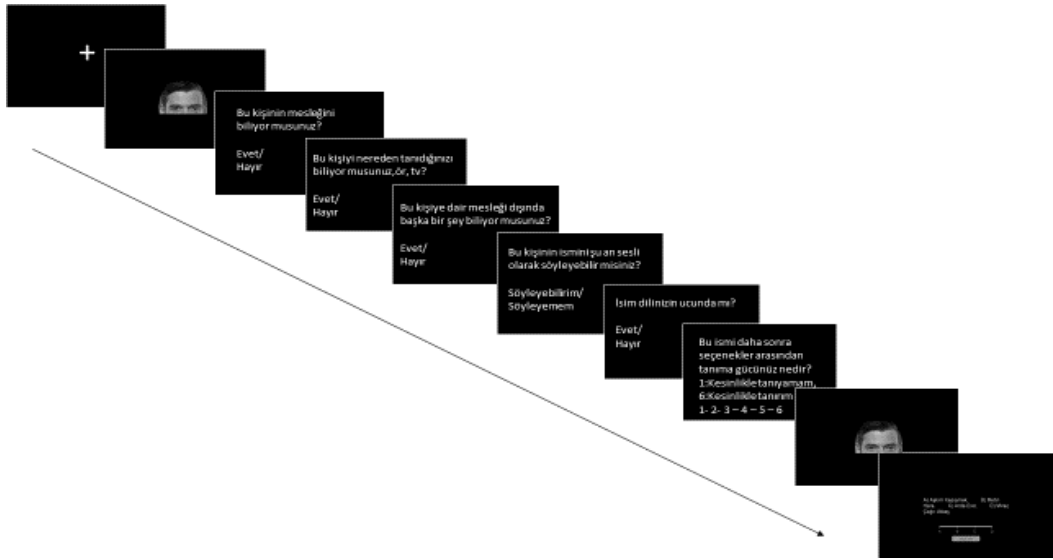 +
Bu kişinin mesleğini
biliyor musunuz?
Evet/
Hayır
Bu kişiyi nereden tanıdığınızı
biliyor musunuz,ör, tv?
Evet/
Hayır
Bu kişiye dair mesleği dışında
başka bir şey biliyor musunuz?
Evet/
Hayır
Bu kişinin ismini şu an sesli
olarak söyleyebilir misiniz?
Söyleyebilirim/
Söyleyemem
İsim dilinizin ucunda mı?
Evet/
Hayır
Bu ismi daha sonra
seçenekler arasından
tanıma gücünüz nedir?
1:Kesinlikle tanıyamam,
6:Kesinlikle tanırım
1- 2- 3 – 4 – 5 – 6